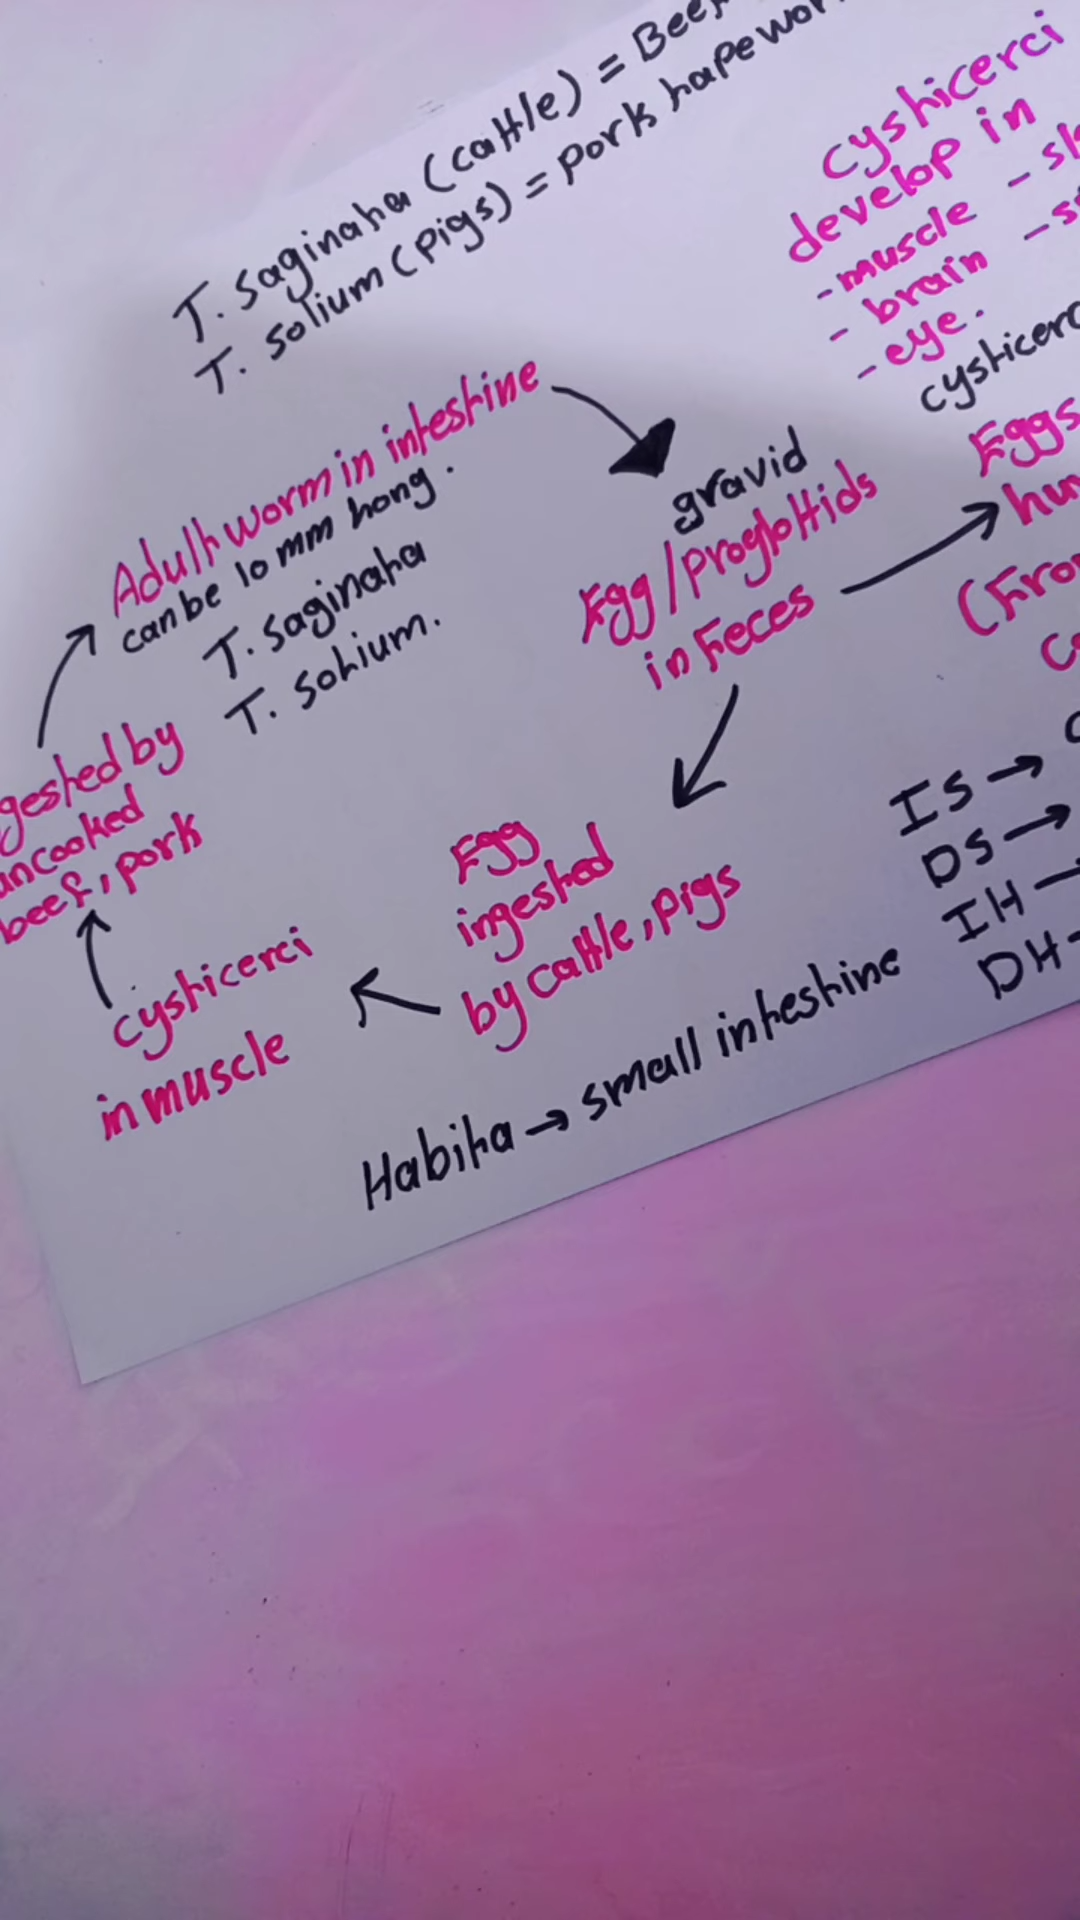 T. saginata (cattle) = Beef
T. solium (pigs) = pork tapewor
cysticerci
develop in
- muscle
- brain
- eye.
Adult worm in intestine
can be 10 mm long.
T. saginata
T. solium.
gravid
Egg / proglottids
in Feces
Eggs
(Fro
gested by
uncooked
beef, pork
cysticerci
in muscle
Egg
ingested
by cattle, pigs
IS →
DS →
IH →
DH
Habita → small intestine